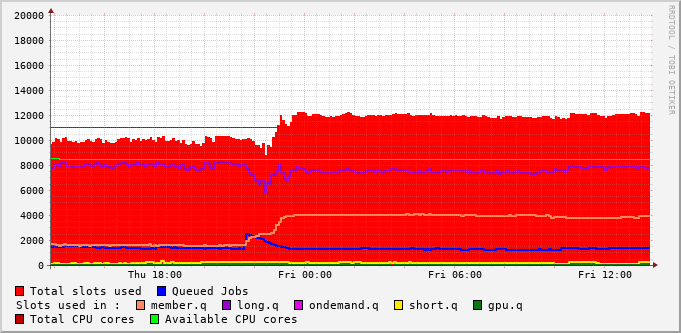 RRDTOOL / TOBI OETIKER
20000
18000
16000
14000
12000
10000
8000
6000
4000
2000
0
Thu 18:00 Fri 00:00 Fri 06:00 Fri 12:00
Total slots used Queued Jobs
Slots used in : member.q long.q ondemand.q short.q gpu.q
Total CPU cores Available CPU cores